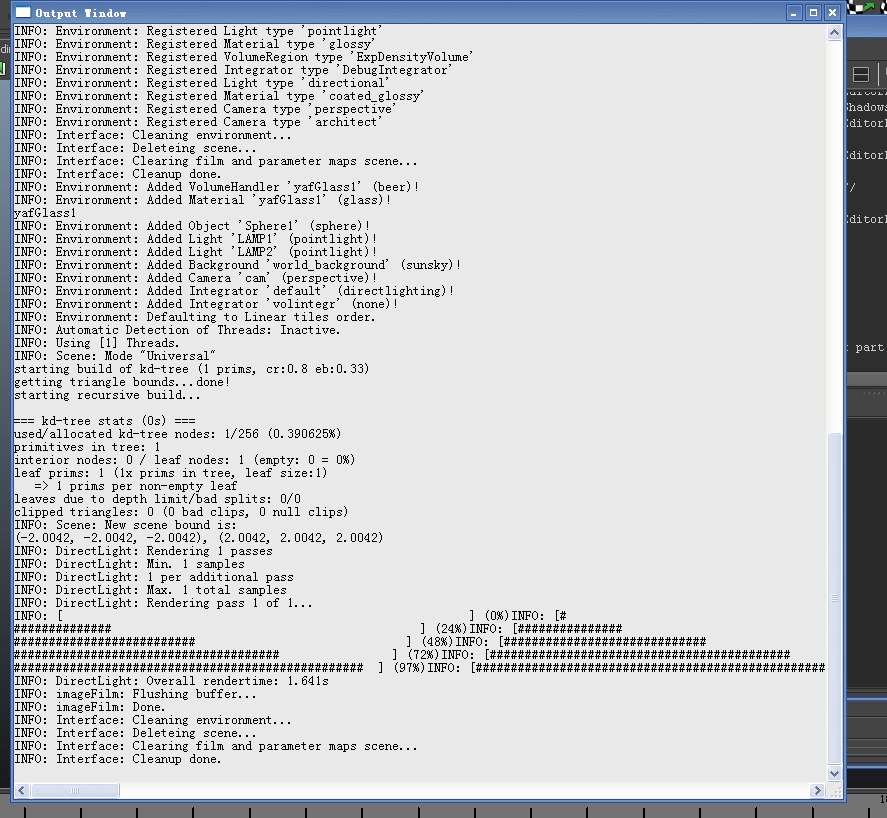 Output Window
INFO: Environment: Registered Light type 'pointlight'
INFO: Environment: Registered Material type 'glossy'
INFO: Environment: Registered VolumeRegion type 'ExpDensityVolume'
INFO: Environment: Registered Integrator type 'DebugIntegrator'
INFO: Environment: Registered Light type 'directional'
INFO: Environment: Registered Material type 'coated_glossy'
INFO: Environment: Registered Camera type 'perspective'
INFO: Environment: Registered Camera type 'architect'
INFO: Interface: Cleaning environment...
INFO: Interface: Deleteing scene...
INFO: Interface: Clearing film and parameter maps scene...
INFO: Interface: Cleanup done.
INFO: Environment: Added VolumeHandler 'yafGlass1' (beer)!
INFO: Environment: Added Material 'yafGlass1' (glass)!
yafGlass1
INFO: Environment: Added Object 'Sphere1' (sphere)!
INFO: Environment: Added Light 'LAMP1' (pointlight)!
INFO: Environment: Added Light 'LAMP2' (pointlight)!
INFO: Environment: Added Background 'world_background' (sunsky)!
INFO: Environment: Added Camera 'cam' (perspective)!
INFO: Environment: Added Integrator 'default' (directlighting)!
INFO: Environment: Added Integrator 'volintegr' (none)!
INFO: Environment: Defaulting to Linear tiles order.
INFO: Automatic Detection of Threads: Inactive.
INFO: Using [1] Threads.
INFO: Scene: Mode "Universal"
starting build of kd-tree (1 prims, cr:0.8 eb:0.33)
getting triangle bounds...done!
starting recursive build...
=== kd-tree stats (0s) ===
used/allocated kd-tree nodes: 1/256 (0.390625%)
primitives in tree: 1
interior nodes: 0 / leaf nodes: 1 (empty: 0 = 0%)
leaf prims: 1 (1x prims in tree, leaf size:1)
=> 1 prims per non-empty leaf
leaves due to depth limit/bad splits: 0/0
clipped triangles: 0 (0 bad clips, 0 null clips)
INFO: Scene: New scene bound is:
(-2.0042, -2.0042, -2.0042), (2.0042, 2.0042, 2.0042)
INFO: DirectLight: Rendering 1 passes
INFO: DirectLight: Min. 1 samples
INFO: DirectLight: 1 per additional pass
INFO: DirectLight: Max. 1 total samples
INFO: DirectLight: Rendering pass 1 of 1...
INFO: [ ] (0%)INFO: [#
############## ] (24%)INFO: [###############
########################## ] (48%)INFO: [###########################
###################################### ] (72%)INFO: [###########################################
################################################## ] (97%)INFO: [##################################################
INFO: DirectLight: Overall rendertime: 1.641s
INFO: imageFilm: Flushing buffer...
INFO: imageFilm: Done.
INFO: Interface: Cleaning environment...
INFO: Interface: Deleteing scene...
INFO: Interface: Clearing film and parameter maps scene...
INFO: Interface: Cleanup done.
hadows
ditor
ditor
//
ditor
part